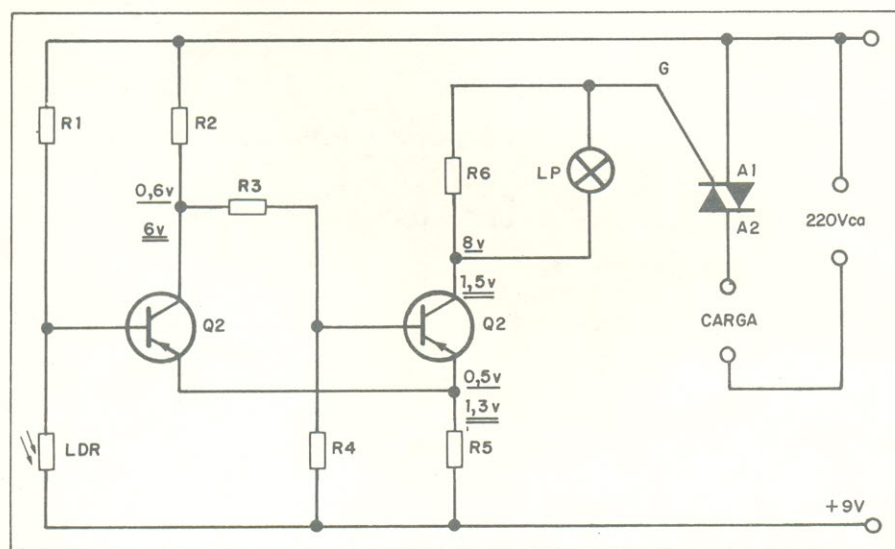 G
R1
R2
R6
LP
A1
0,6v
R3
A2
220Vca
6v
8v
1,5v
CARGA
Q2
Q2
0,5v
1,3v
LDR
R4
R5
+9V